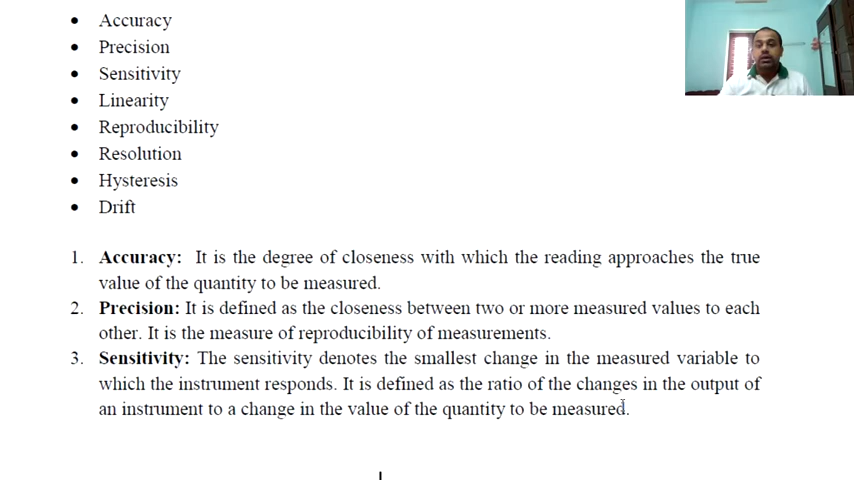 • Accuracy
• Precision
• Sensitivity
• Linearity
• Reproducibility
• Resolution
• Hysteresis
• Drift
1. Accuracy: It is the degree of closeness with which the reading approaches the true
value of the quantity to be measured.
2. Precision: It is defined as the closeness between two or more measured values to each
other. It is the measure of reproducibility of measurements.
3. Sensitivity: The sensitivity denotes the smallest change in the measured variable to
which the instrument responds. It is defined as the ratio of the changes in the output of
an instrument to a change in the value of the quantity to be measured.